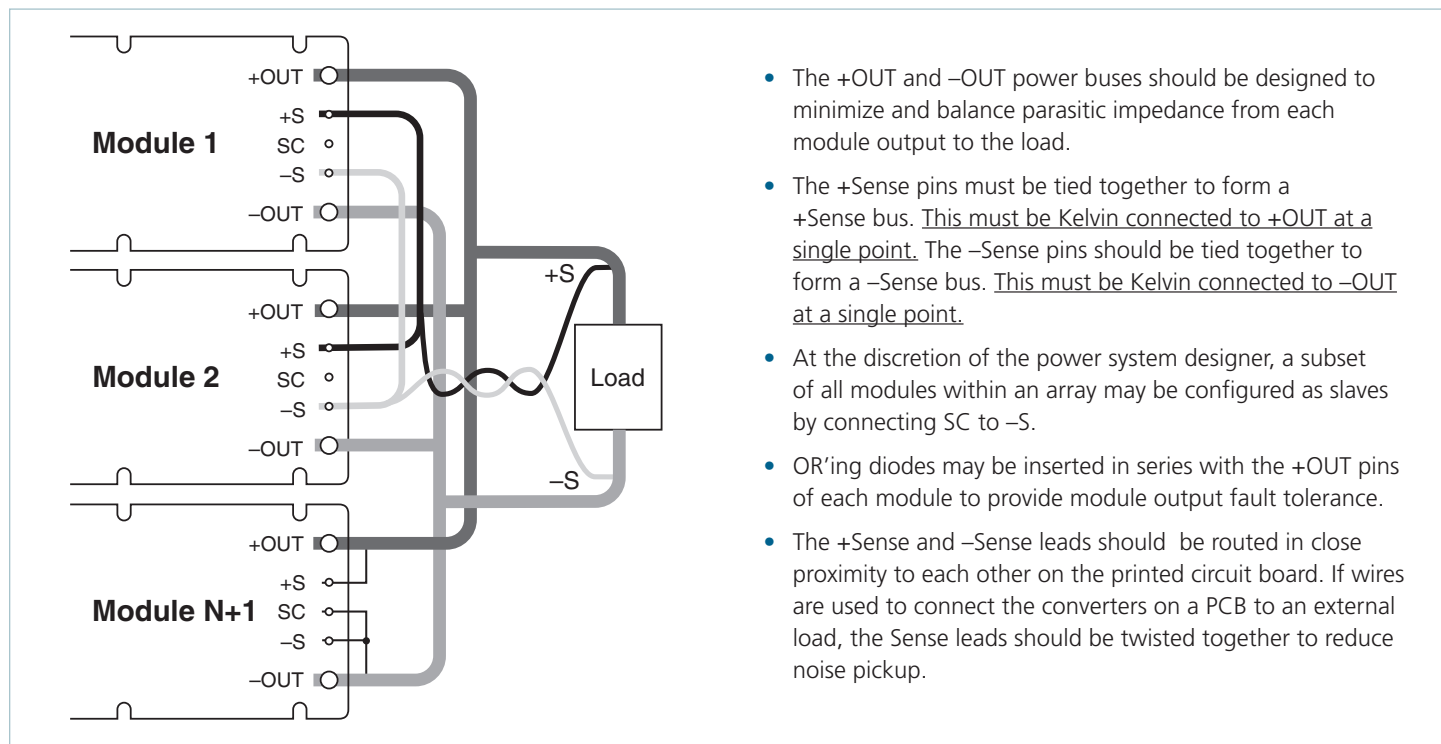 +OUT
+S
Module 1
SC
–S
–OUT
+OUT
+S
Module 2
SC
–S
–OUT
+OUT
+S
Module N+1
SC
–S
–OUT
+S
Load
–S
• The +OUT and –OUT power buses should be designed to
minimize and balance parasitic impedance from each
module output to the load.
• The +Sense pins must be tied together to form a
+Sense bus. This must be Kelvin connected to +OUT at a
single point. The –Sense pins should be tied together to
form a –Sense bus. This must be Kelvin connected to –OUT
at a single point.
• At the discretion of the power system designer, a subset
of all modules within an array may be configured as slaves
by connecting SC to –S.
• OR’ing diodes may be inserted in series with the +OUT pins
of each module to provide module output fault tolerance.
• The +Sense and –Sense leads should be routed in close
proximity to each other on the printed circuit board. If wires
are used to connect the converters on a PCB to an external
load, the Sense leads should be twisted together to reduce
noise pickup.